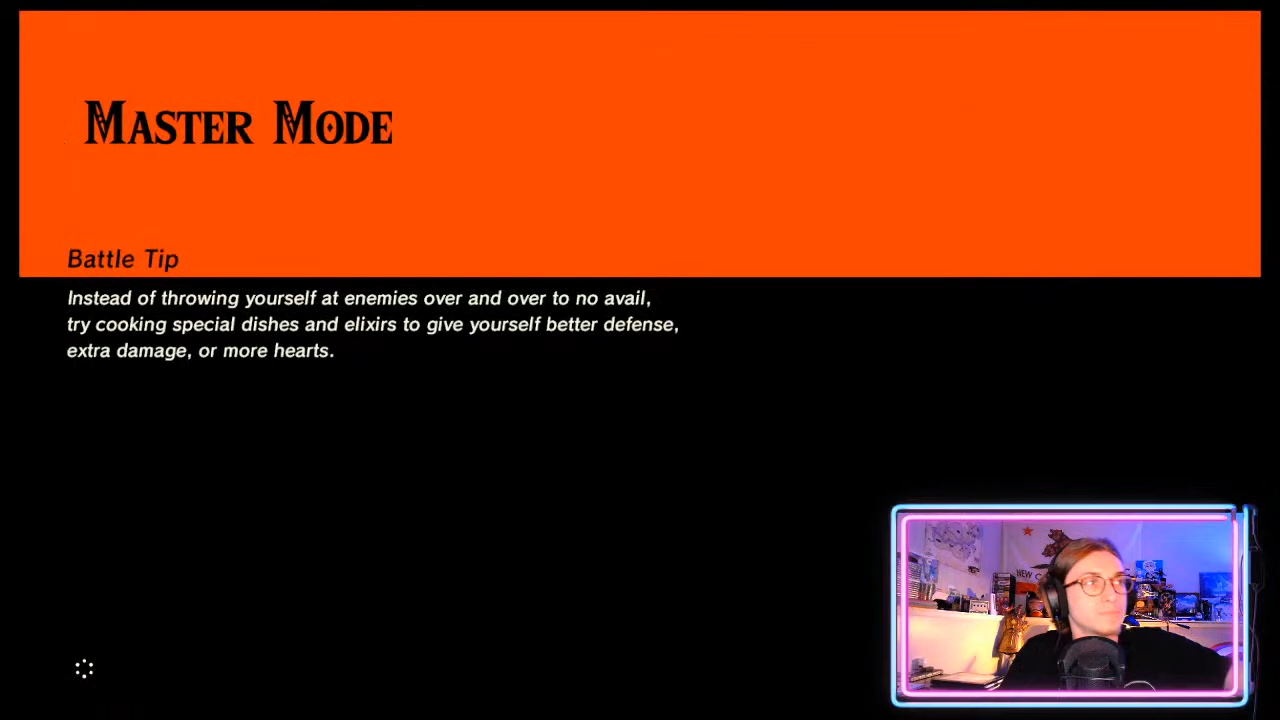 Master Mode
Battle Tip
Instead of throwing yourself at enemies over and over to no avail,
try cooking special dishes and elixirs to give yourself better defense,
extra damage, or more hearts.
NEW C